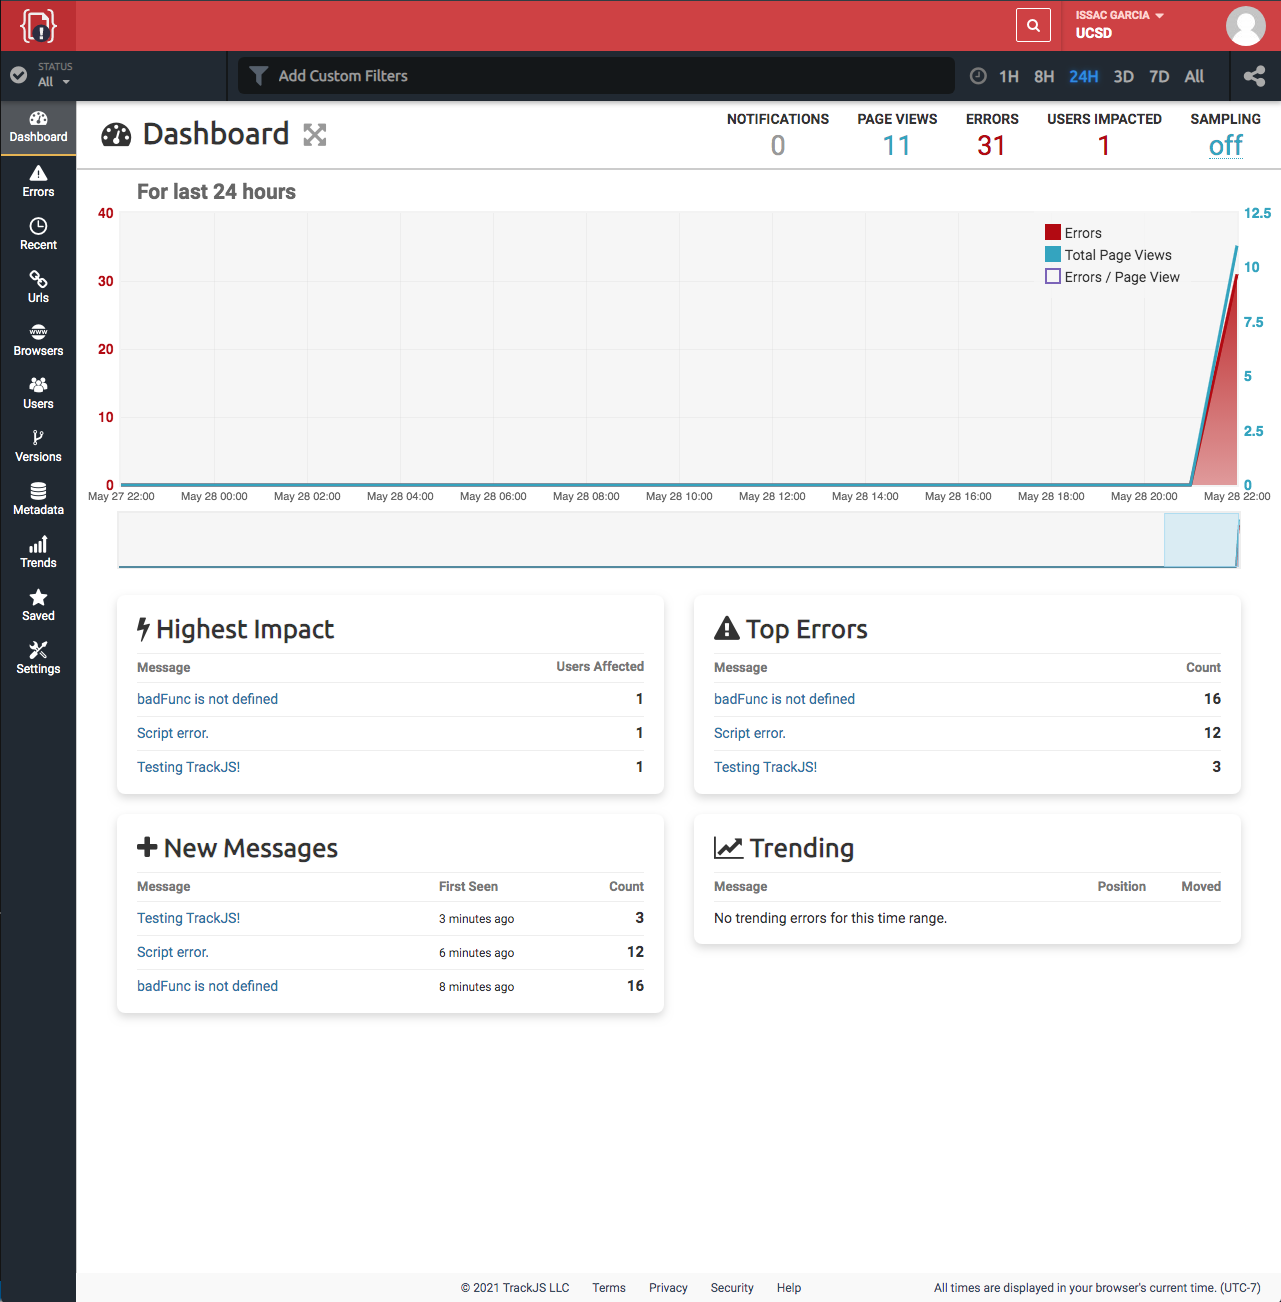 ISSAC GARCIA
UCSD
STATUS
All
Add Custom Filters
1H 8H 24H 3D 7D All
Dashboard
Errors
Recent
Urls
www
Browsers
Users
Versions
Metadata
Trends
Saved
Settings
Dashboard
NOTIFICATIONS
0
PAGE VIEWS
11
ERRORS
31
USERS IMPACTED
1
SAMPLING
off
For last 24 hours
40
30
20
10
0
Errors
Total Page Views
Errors / Page View
12.5
10
7.5
5
2.5
0
May 27 22:00 May 28 00:00 May 28 02:00 May 28 04:00 May 28 06:00 May 28 08:00 May 28 10:00 May 28 12:00 May 28 14:00 May 28 16:00 May 28 18:00 May 28 20:00 May 28 22:00
Highest Impact
Message Users Affected
badFunc is not defined 1
Script error. 1
Testing TrackJS! 1
Top Errors
Message Count
badFunc is not defined 16
Script error. 12
Testing TrackJS! 3
New Messages
Message First Seen Count
Testing TrackJS! 3 minutes ago 3
Script error. 6 minutes ago 12
badFunc is not defined 8 minutes ago 16
Trending
Message Position Moved
No trending errors for this time range.
© 2021 TrackJS LLC Terms Privacy Security Help All times are displayed in your browser's current time. (UTC-7)